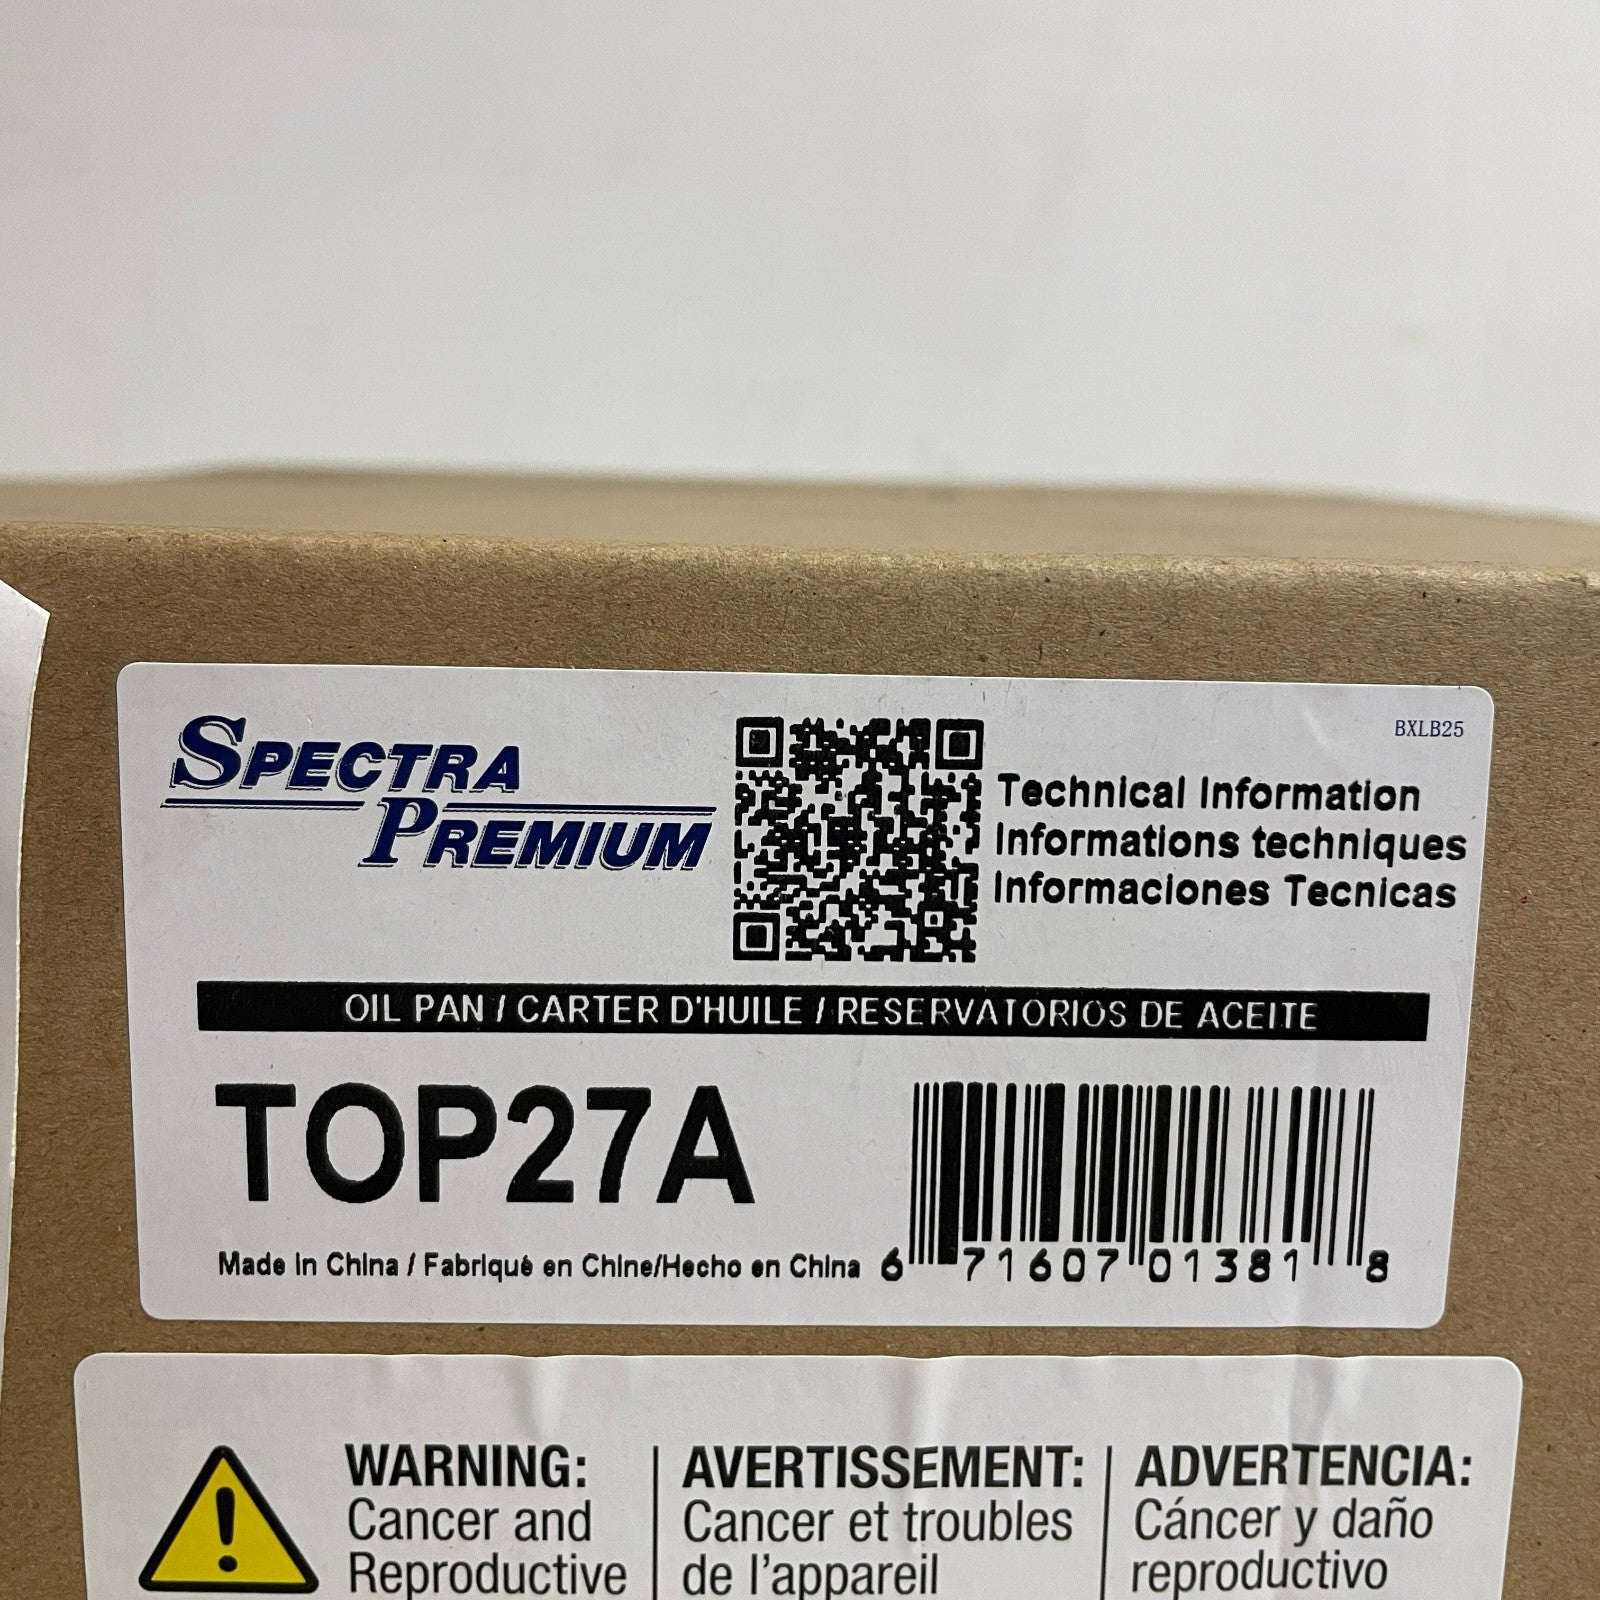 SPECTRA
PREMIUM
BXLB25
Technical Information
Informations techniques
Informaciones Tecnicas
OIL PAN / CARTER D'HUILE / RESERVATORIOS DE ACEITE
TOP27A
Made In China / Fabriqué en Chine/Hecho en China
6 71607 01381 8
WARNING:
Cancer and
Reproductive
AVERTISSEMENT:
Cancer et troubles
de l'appareil
ADVERTENCIA:
Cáncer y daño
reproductivo